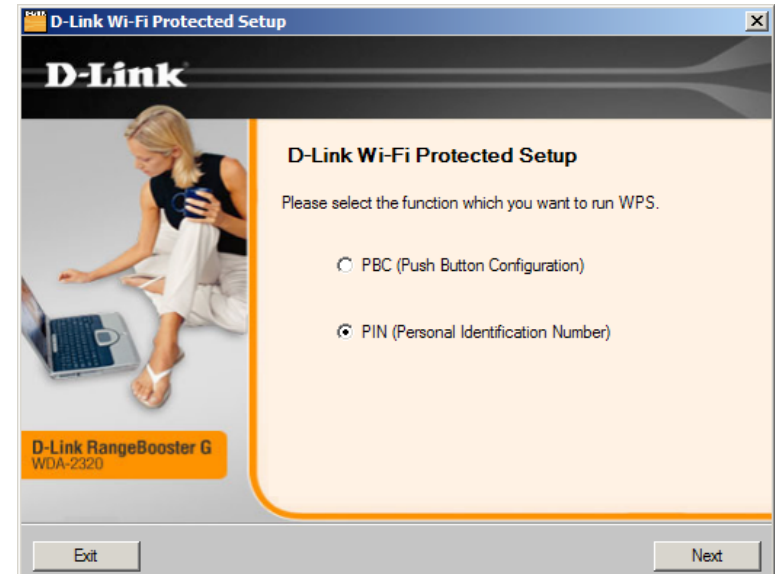 D-Link Wi-Fi Protected Setup
D-Link
D-Link Wi-Fi Protected Setup
Please select the function which you want to run WPS.
PBC (Push Button Configuration)
PIN (Personal Identification Number)
D-Link RangeBooster G
WDA-2320
Exit
Next